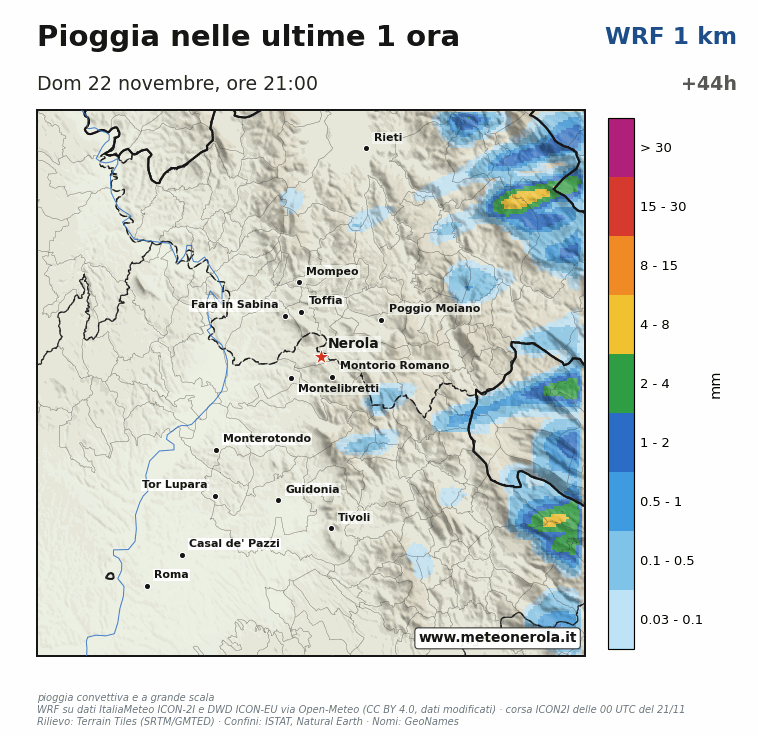 Pioggia nelle ultime 1 ora
WRF 1 km
Dom 22 novembre, ore 21:00
+44h
Rieti
Mompeo
Fara in Sabina
Toffia
Poggio Moiano
Nerola
Montorio Romano
Montelibretti
Monterotondo
Tor Lupara
Guidonia
Tivoli
Casal de' Pazzi
Roma
www.meteonerola.it
> 30
15 - 30
8 - 15
4 - 8
2 - 4
1 - 2
0.5 - 1
0.1 - 0.5
0.03 - 0.1
mm
pioggia convettiva e a grande scala
WRF su dati ItaliaMeteo ICON-2I e DWD ICON-EU via Open-Meteo (CC BY 4.0, dati modificati) · corsa ICON2I delle 00 UTC del 21/11
Rilievo: Terrain Tiles (SRTM/GMTED) · Confini: ISTAT, Natural Earth · Nomi: GeoNames